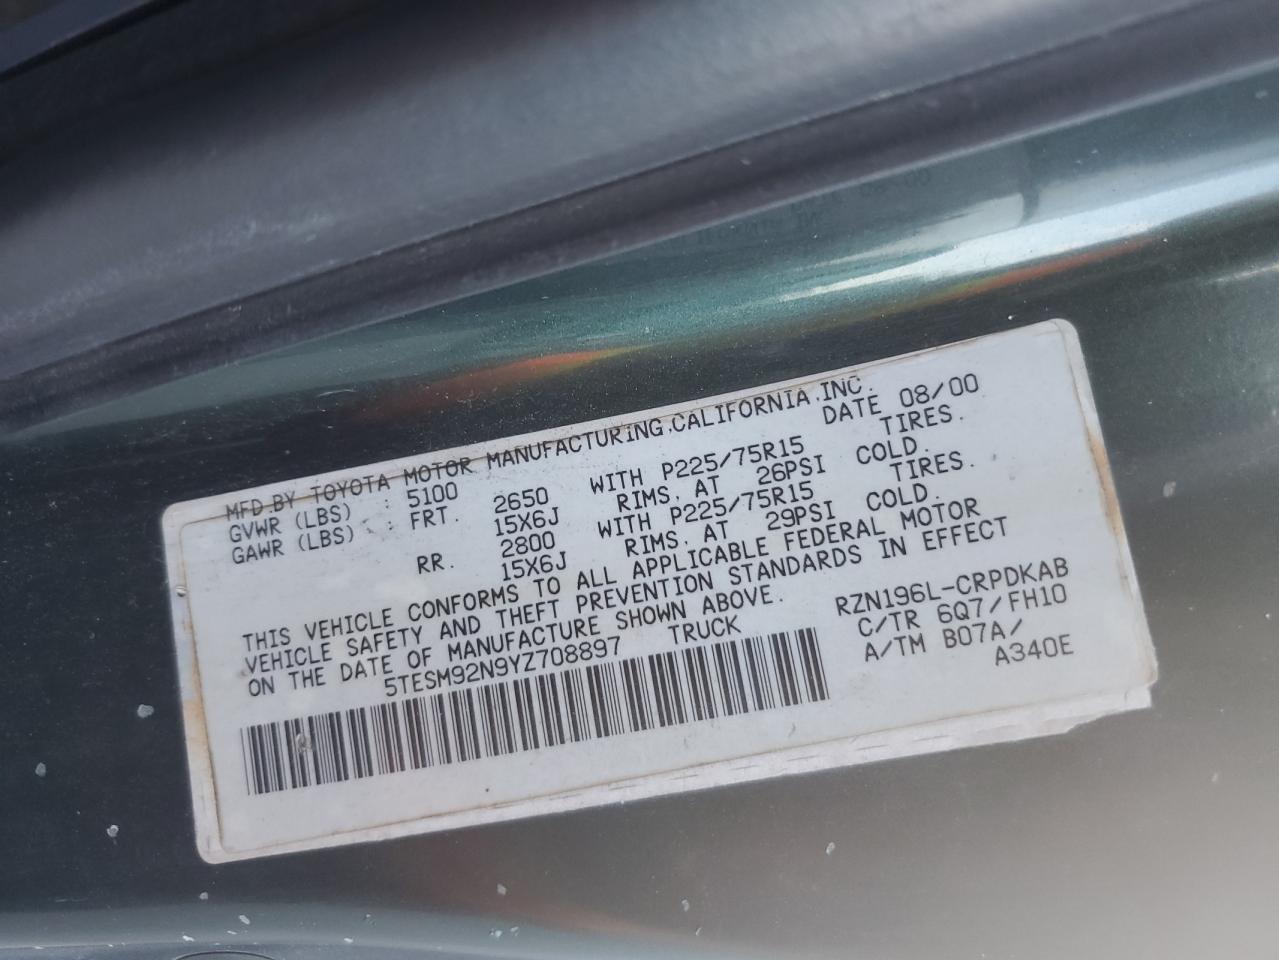 MFD.BY TOYOTA MOTOR MANUFACTURING,CALIFORNIA,INC.
GVWR (LBS) : 5100 DATE 08/00
GAWR (LBS) : FRT. 2650 WITH P225/75R15 TIRES.
15X6J RIMS. AT 26PSI COLD.
RR. 2800 WITH P225/75R15 TIRES.
15X6J RIMS. AT 29PSI COLD.
THIS VEHICLE CONFORMS TO ALL APPLICABLE FEDERAL MOTOR
VEHICLE SAFETY AND THEFT PREVENTION STANDARDS IN EFFECT
ON THE DATE OF MANUFACTURE SHOWN ABOVE.
5TESM92N9YZ708897 TRUCK
RZN196L-CRPDKAB
C/TR 6Q7/FH10
A/TM B07A/
A340E